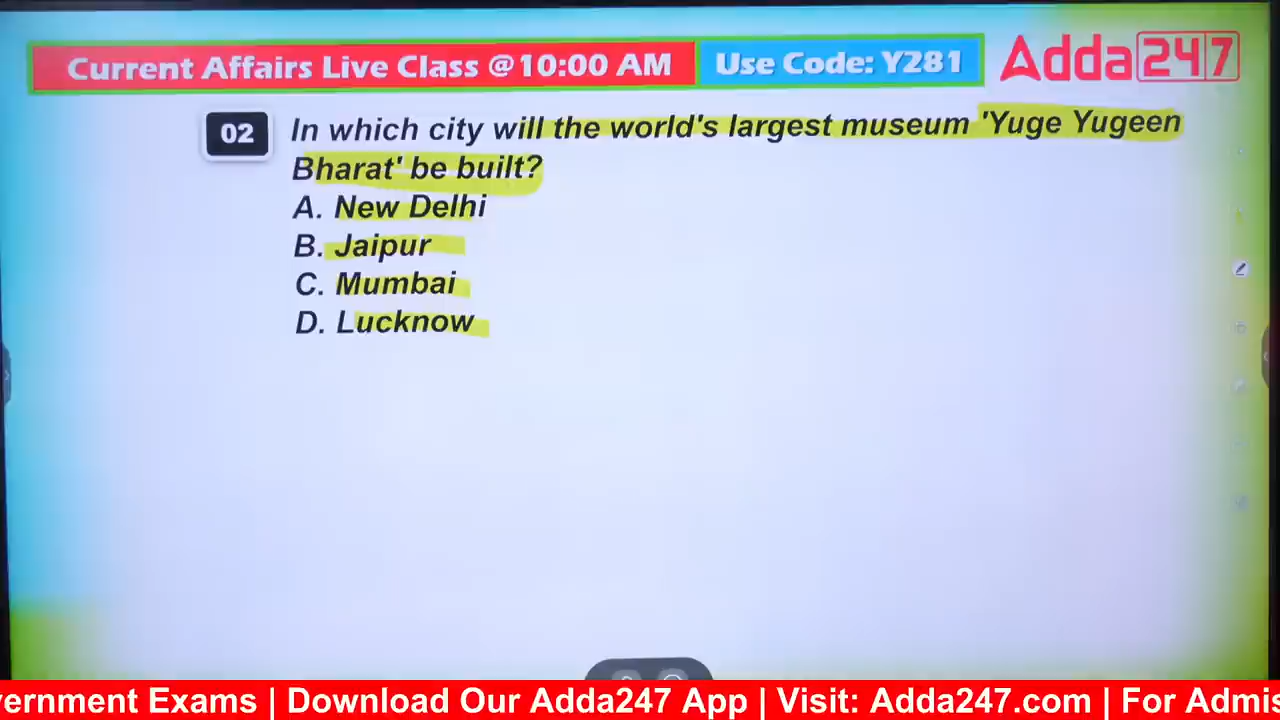 Current Affairs Live Class @10:00 AM
Use Code: Y281
Adda247
02
In which city will the world's largest museum 'Yuge Yugeen
Bharat' be built?
A. New Delhi
B. Jaipur
C. Mumbai
D. Lucknow
vernment Exams | Download Our Adda247 App | Visit: Adda247.com | For Admis